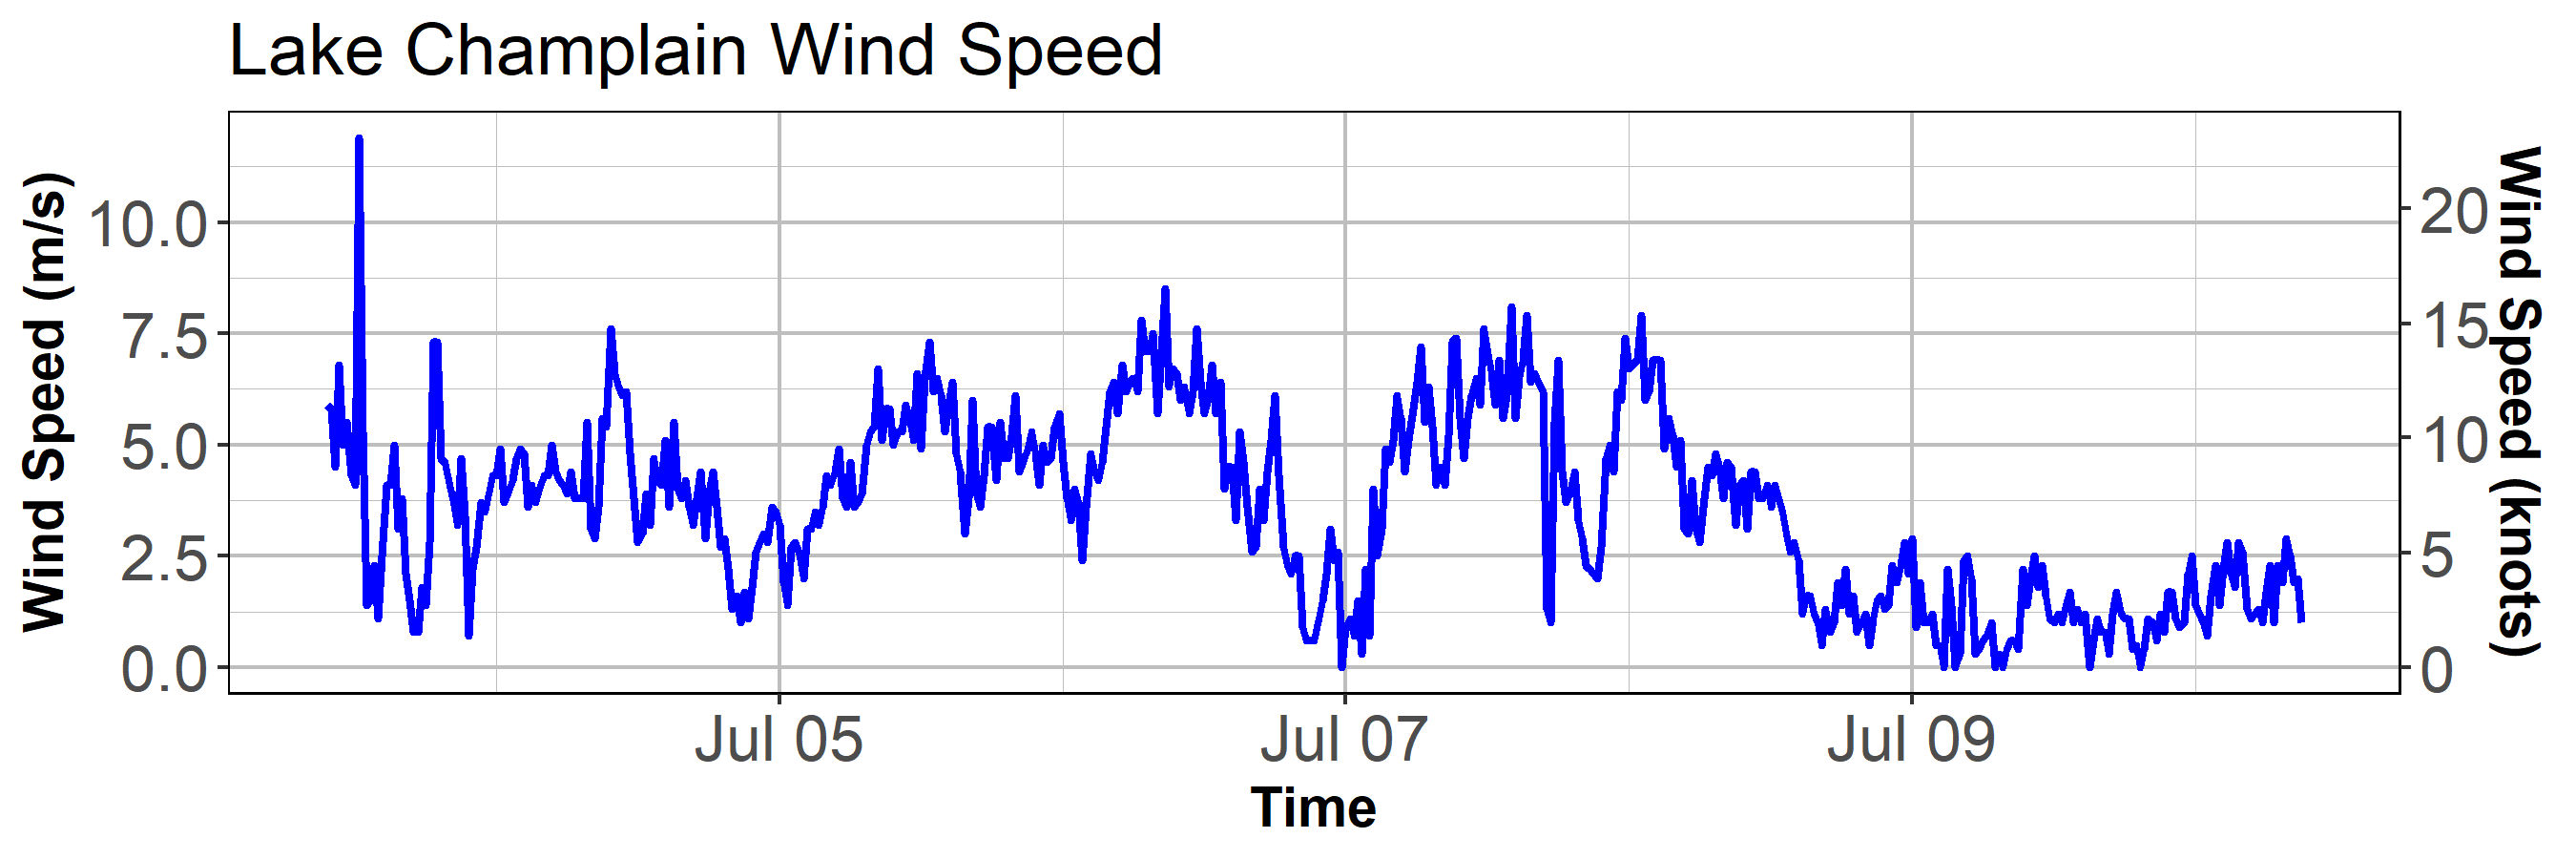 Lake Champlain Wind Speed
Wind Speed (m/s)
10.0
7.5
5.0
2.5
0.0
20
15
10
5
0
Wind Speed (knots)
Jul 05
Jul 07
Jul 09
Time